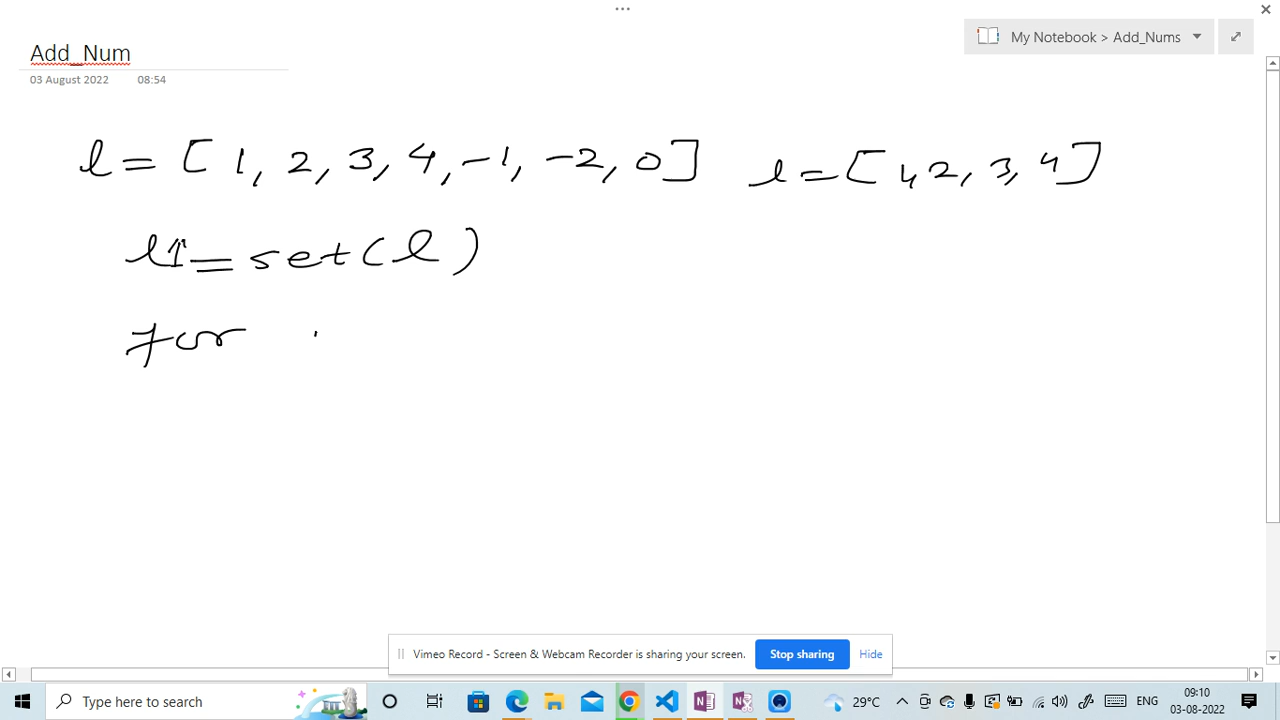 My Notebook > Add_Nums
Add_Num
03 August 2022 08:54
l = [1, 2, 3, 4, -1, -2, 0] l = [1, 2, 3, 4]
l1 = set(l)
for
Vimeo Record - Screen & Webcam Recorder is sharing your screen. Stop sharing Hide
Type here to search
29°C ENG 09:10
03-08-2022